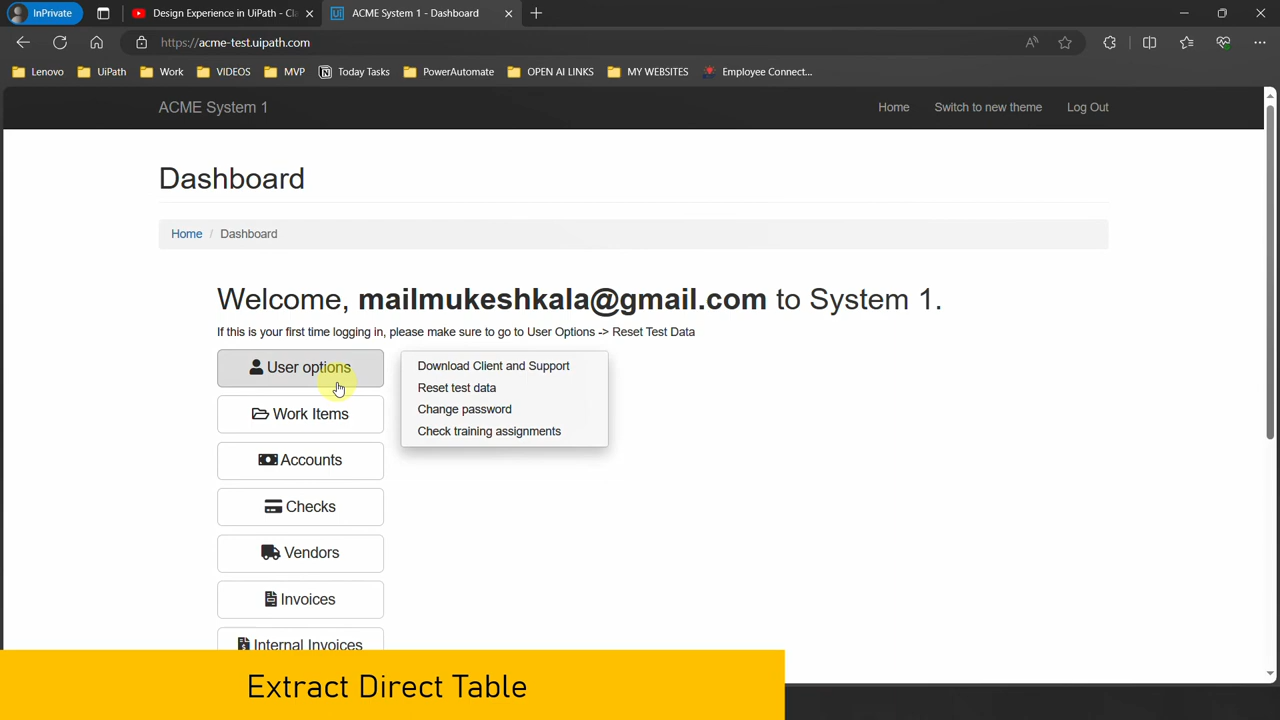 InPrivate
Design Experience in UiPath - Cl
ACME System 1 - Dashboard
https://acme-test.uipath.com
Lenovo
UiPath
Work
VIDEOS
MVP
Today Tasks
PowerAutomate
OPEN AI LINKS
MY WEBSITES
Employee Connect...
ACME System 1
Home
Switch to new theme
Log Out
Dashboard
Home / Dashboard
Welcome, mailmukeshkala@gmail.com to System 1.
If this is your first time logging in, please make sure to go to User Options -> Reset Test Data
User options
Download Client and Support
Reset test data
Change password
Check training assignments
Work Items
Accounts
Checks
Vendors
Invoices
Internal Invoices
Extract Direct Table